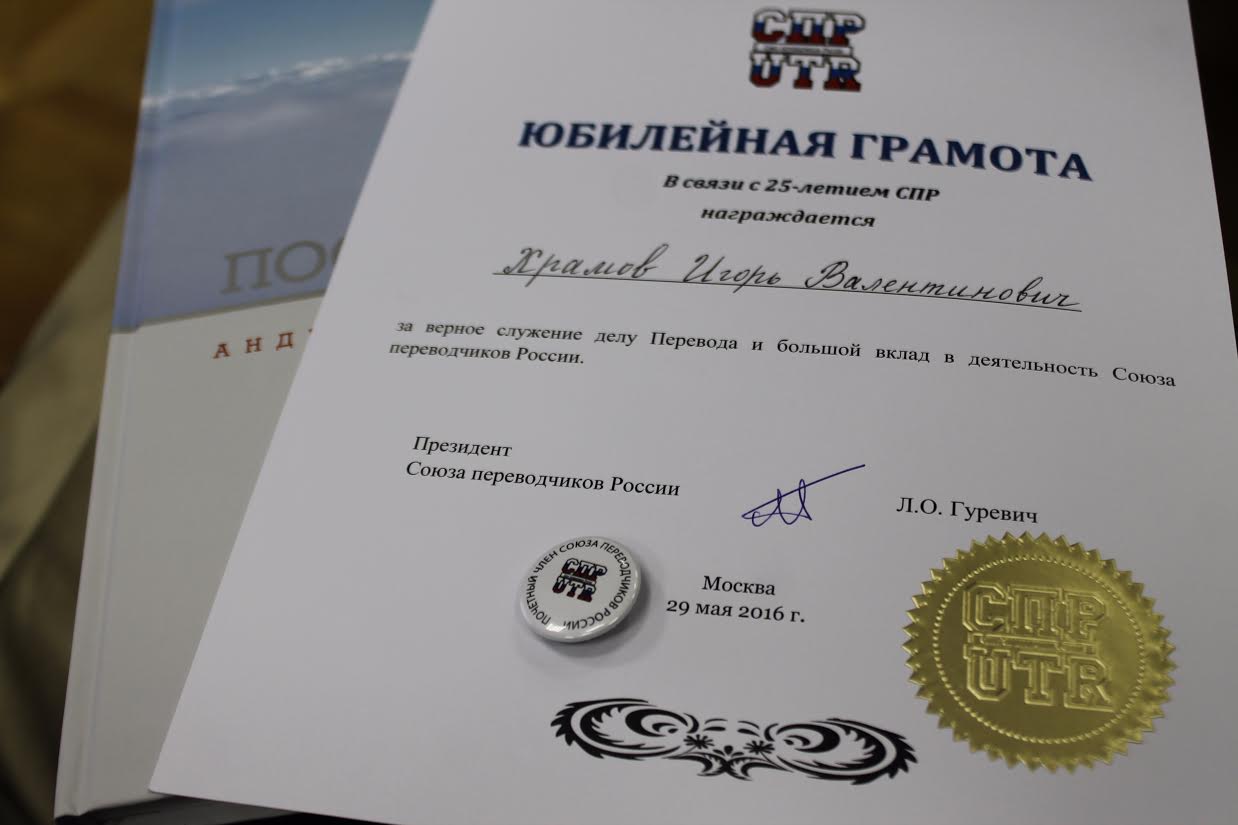 СПР
UTR
ЮБИЛЕЙНАЯ ГРАМОТА
В связи с 25-летием СПР
награждается
Храмов Игорь Валентинович
за верное служение делу Перевода и большой вклад в деятельность Союза
переводчиков России.
Президент
Союза переводчиков России
Л.О. Гуревич
ПОЧЕТНЫЙ ЧЛЕН СОЮЗА ПЕРЕВОДЧИКОВ РОССИИ
СПР
UTR
Москва
29 мая 2016 г.
СПР
UTR